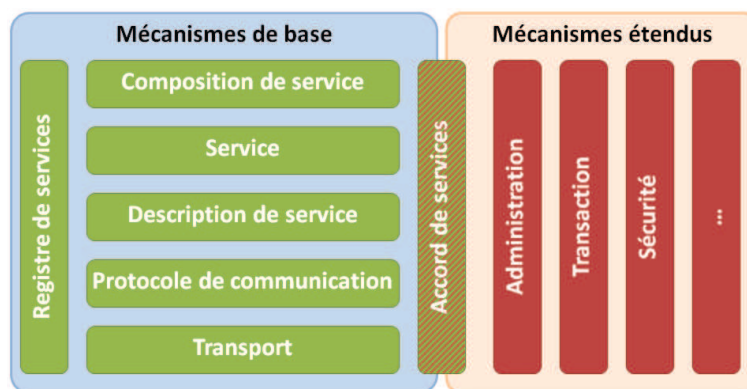 Mécanismes de base
Mécanismes étendus
Registre de services
Composition de service
Service
Description de service
Protocole de communication
Transport
Accord de services
Administration
Transaction
Sécurité
...